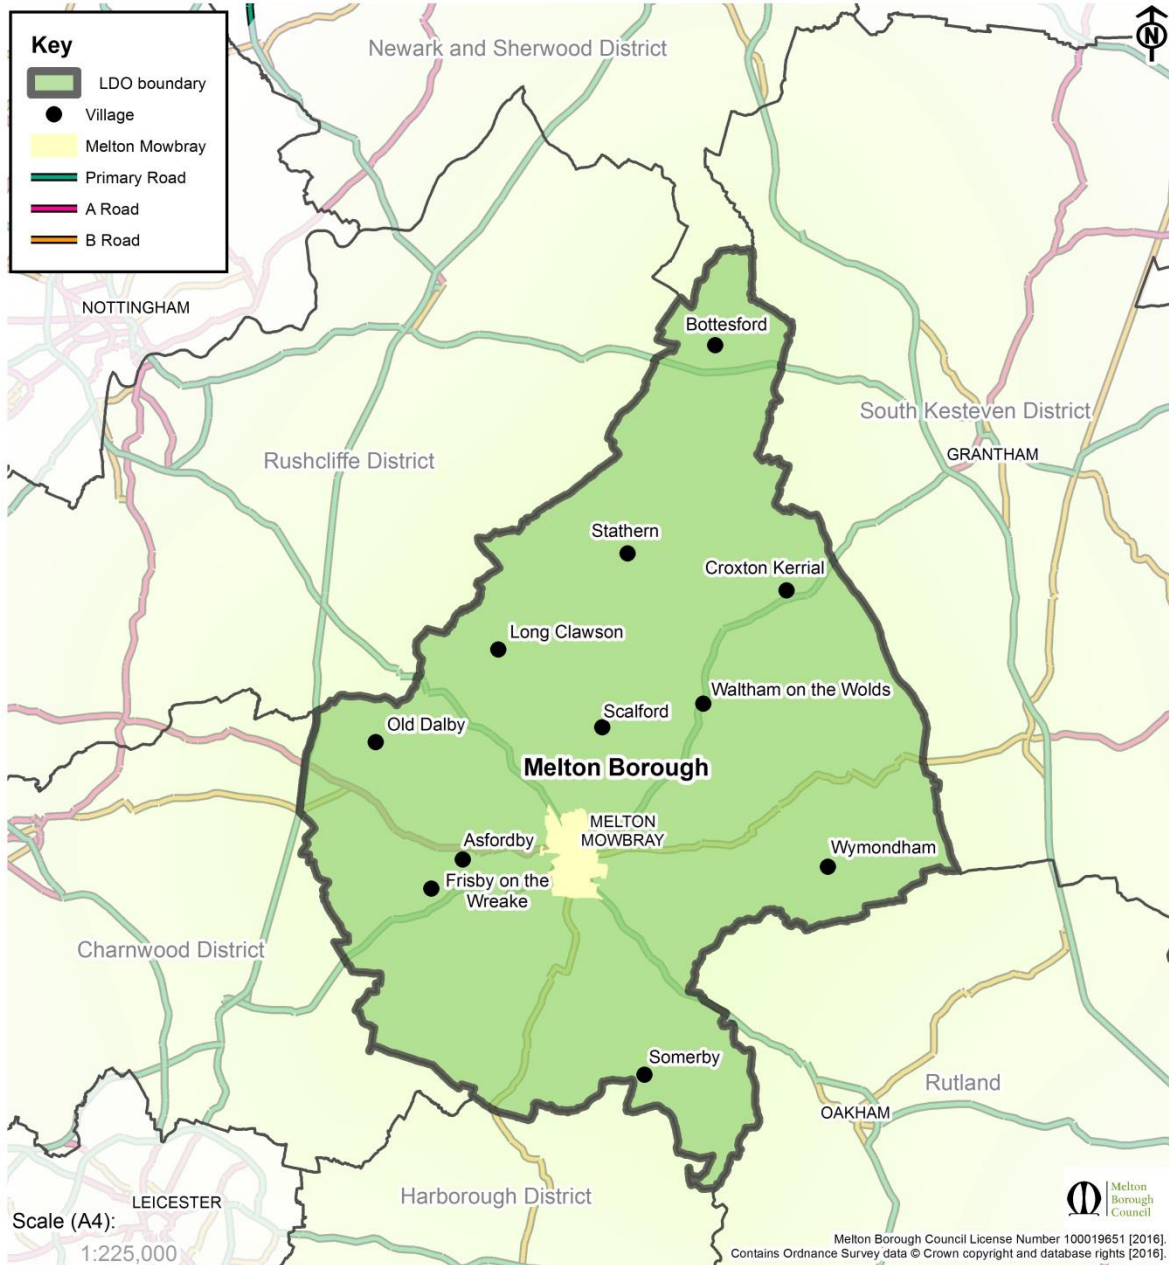 Key
LDO boundary
Village
Melton Mowbray
Primary Road
A Road
B Road
N
Newark and Sherwood District
NOTTINGHAM
Bottesford
South Kesteven District
GRANTHAM
Rushcliffe District
Stathern
Croxton Kerrial
Long Clawson
Waltham on the Wolds
Scalford
Old Dalby
Melton Borough
MELTON
MOWBRAY
Asfordby
Wymondham
Frisby on the
Wreake
Charnwood District
Somerby
Rutland
OAKHAM
Harborough District
LEICESTER
Scale (A4):
1:225,000
Melton
Borough
Council
Melton Borough Council License Number 100019651 [2016].
Contains Ordnance Survey data © Crown copyright and database rights [2016].